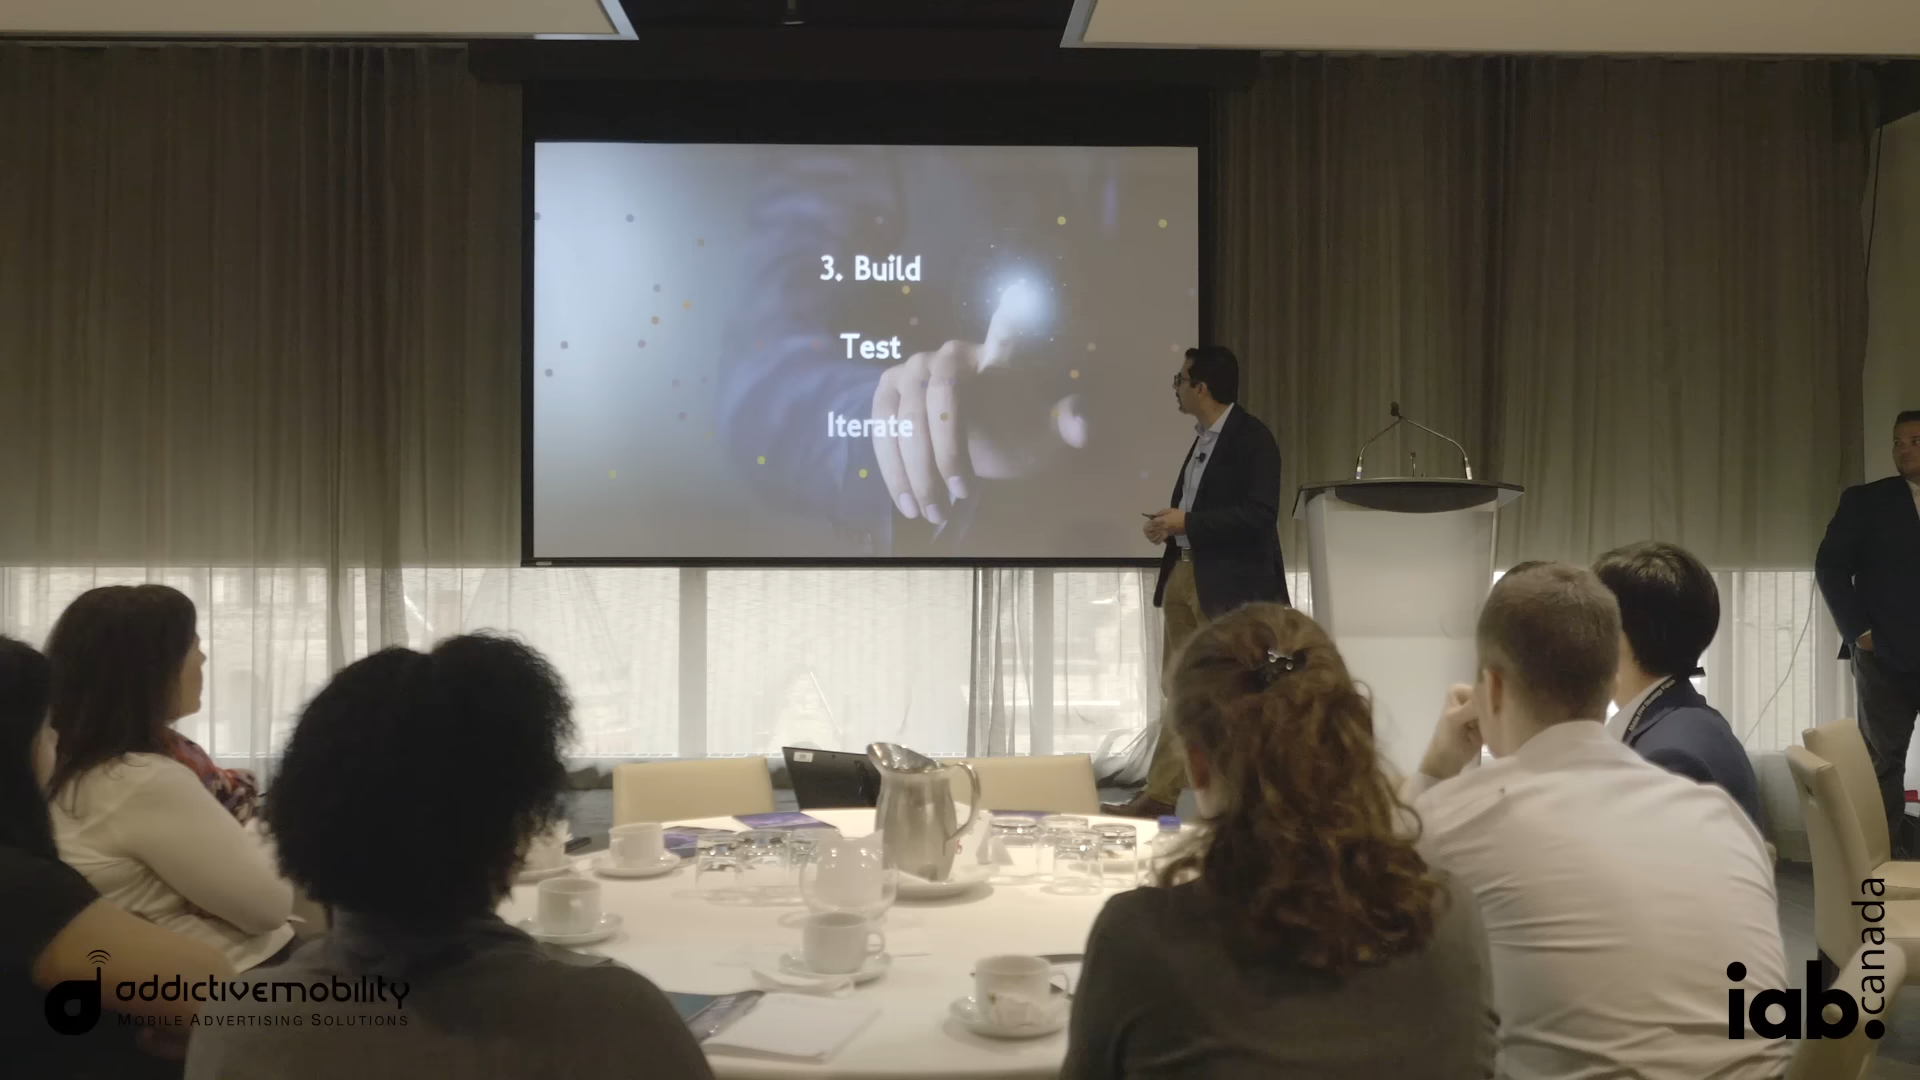 3. Build
Test
Iterate
addictivemobility
MOBILE ADVERTISING SOLUTIONS
iab.
canada